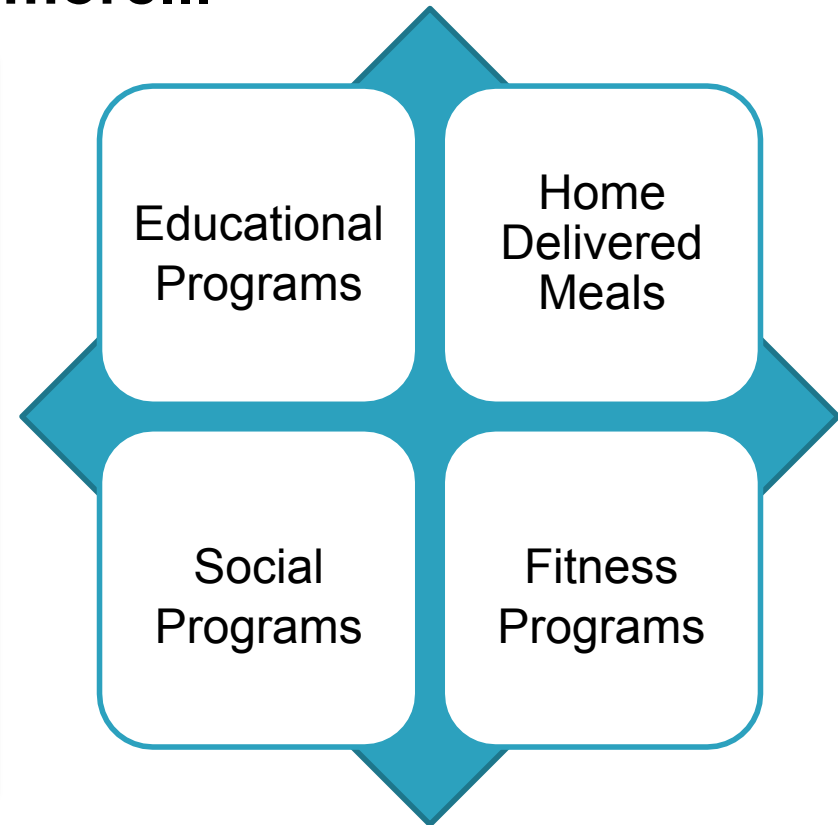 Educational
Programs
Home
Delivered
Meals
Social
Programs
Fitness
Programs